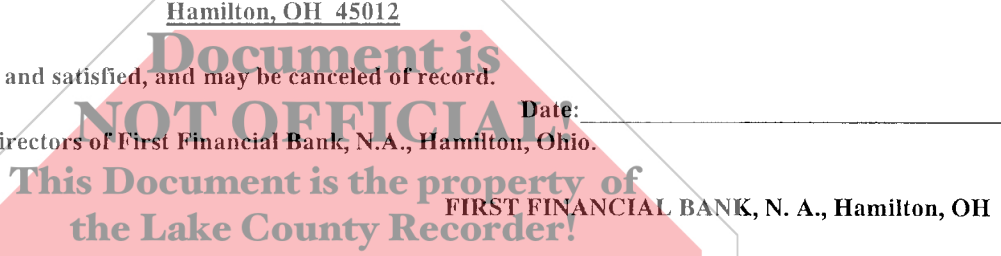 Hamilton, OH 45012
Document is
and satisfied, and may be canceled of record.
NOT OFFICIAL!
Date:
irectors of First Financial Bank, N.A., Hamilton, Ohio.
This Document is the property of
FIRST FINANCIAL BANK, N. A., Hamilton, OH
the Lake County Recorder!